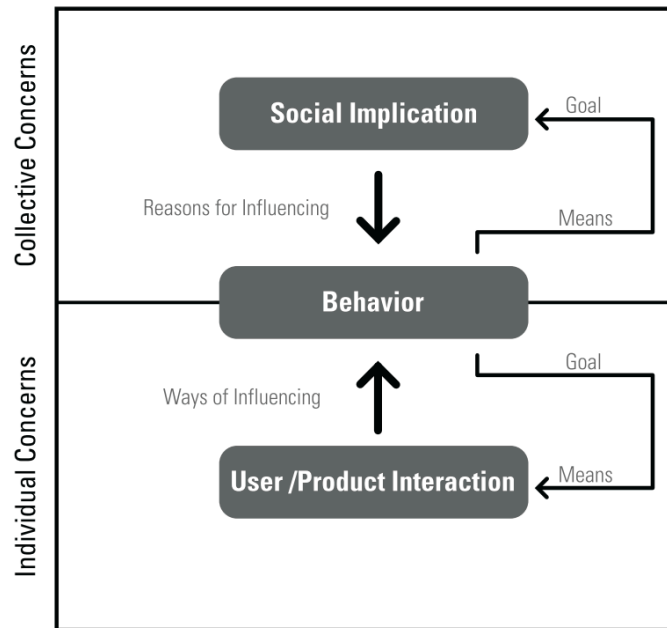 Collective Concerns
Social Implication
Goal
Reasons for Influencing
Means
Behavior
Individual Concerns
Goal
Ways of Influencing
User /Product Interaction
Means